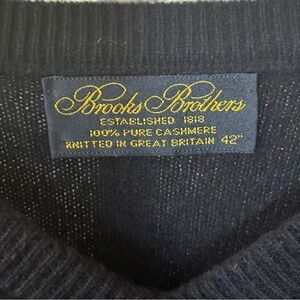 Brooks Brothers
ESTABLISHED 1818
100% PURE CASHMERE
KNITTED IN GREAT BRITAIN 42"